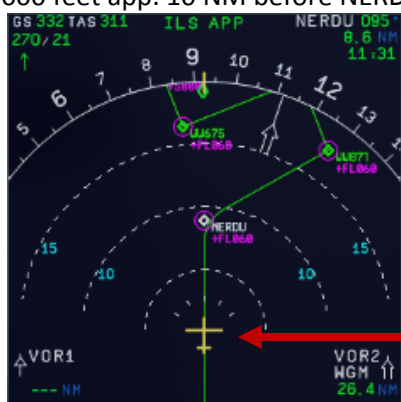 000 feet app. 10 NM before NERD
GS 332 TAS 311 ILS APP NERDU 095°
270/21 8.6 NM
↑ 11:31
5 6 7 8 9 10 11 12 13
WW675
+FL060
WW871
+FL060
NERDU
+FL060
15 15
10 10
VOR1 VOR2
WGM
--- NM 26.4 NM